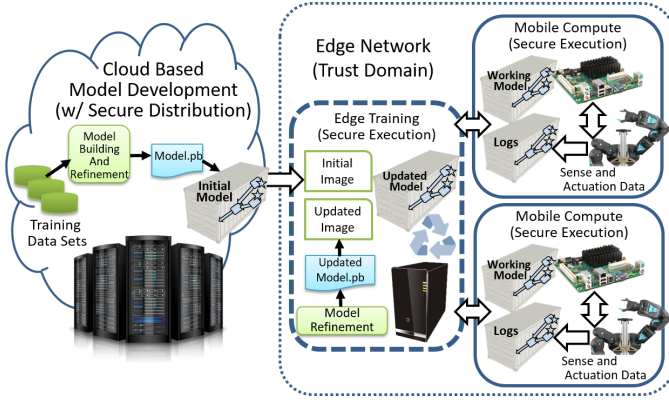 Cloud Based
Model Development
(w/ Secure Distribution)
Model
Building
And
Refinement
Model.pb
Initial
Model
Training
Data Sets
Edge Network
(Trust Domain)
Edge Training
(Secure Execution)
Initial
Image
Updated
Model
Updated
Image
Updated
Model.pb
Model
Refinement
Mobile Compute
(Secure Execution)
Working
Model
Logs
Sense and
Actuation Data
Mobile Compute
(Secure Execution)
Working
Model
Logs
Sense and
Actuation Data